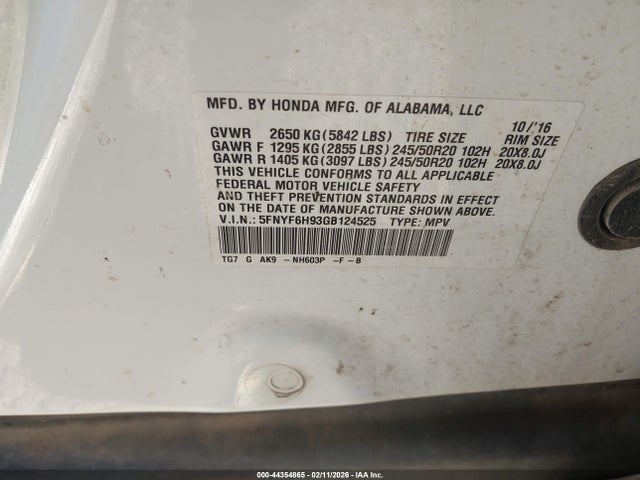 MFD. BY HONDA MFG. OF ALABAMA, LLC
10/'16
GVWR 2650 KG(5842 LBS) TIRE SIZE RIM SIZE
GAWR F 1295 KG(2855 LBS)245/50R20 102H 20X8.0J
GAWR R 1405 KG(3097 LBS)245/50R20 102H 20X8.0J
THIS VEHICLE CONFORMS TO ALL APPLICABLE
FEDERAL MOTOR VEHICLE SAFETY
AND THEFT PREVENTION STANDARDS IN EFFECT
ON THE DATE OF MANUFACTURE SHOWN ABOVE.
V.I.N.: 5FNYF6H93GB124525 TYPE: MPV
TG7 G AK9 -NH603P -F-B
000-44354865 - 02/11/2026 - IAA Inc.